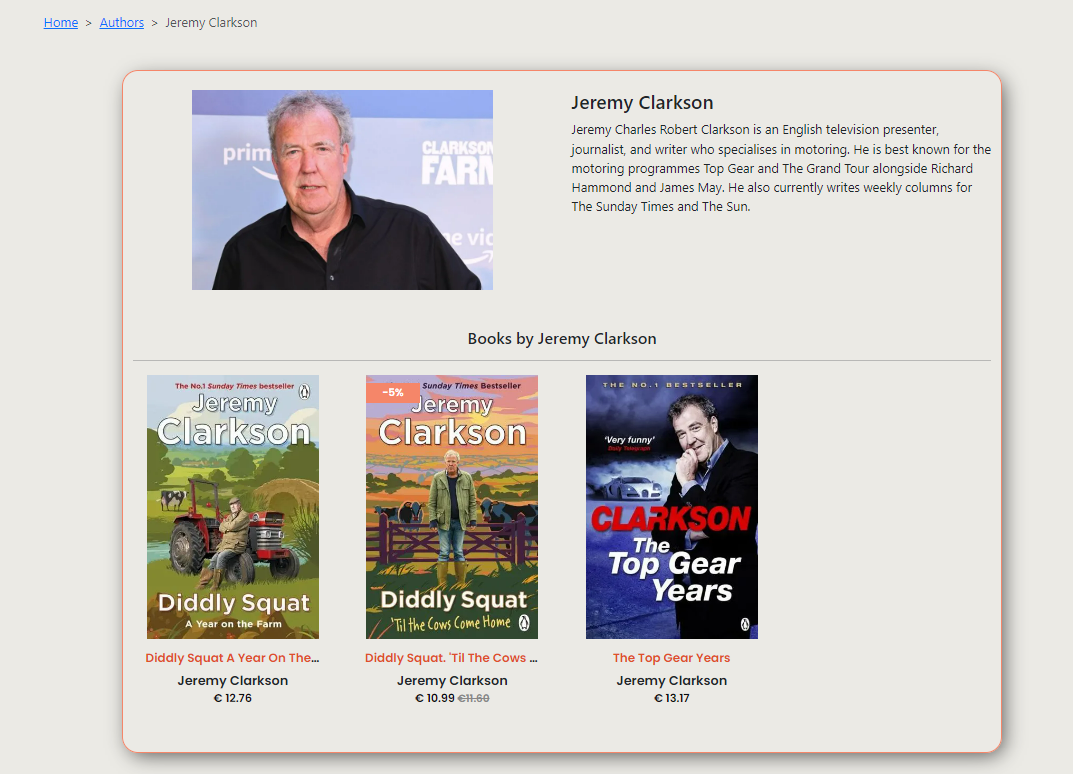 Home > Authors > Jeremy Clarkson
prime
CLARKSON
FARM
Jeremy Clarkson
Jeremy Charles Robert Clarkson is an English television presenter,
journalist, and writer who specialises in motoring. He is best known for the
motoring programmes Top Gear and The Grand Tour alongside Richard
Hammond and James May. He also currently writes weekly columns for
The Sunday Times and The Sun.
Books by Jeremy Clarkson
The No.1 Sunday Times bestseller
Jeremy
Clarkson
Diddly Squat
A Year on the Farm
Diddly Squat A Year On The...
Jeremy Clarkson
€ 12.76
-5%
Sunday Times Bestseller
Jeremy
Clarkson
Diddly Squat
'Til the Cows Come Home
Diddly Squat. 'Til The Cows ...
Jeremy Clarkson
€ 10.99 €11.60
THE NO.1 BESTSELLER
'Very funny'
Daily Telegraph
CLARKSON
The
Top Gear
Years
The Top Gear Years
Jeremy Clarkson
€ 13.17